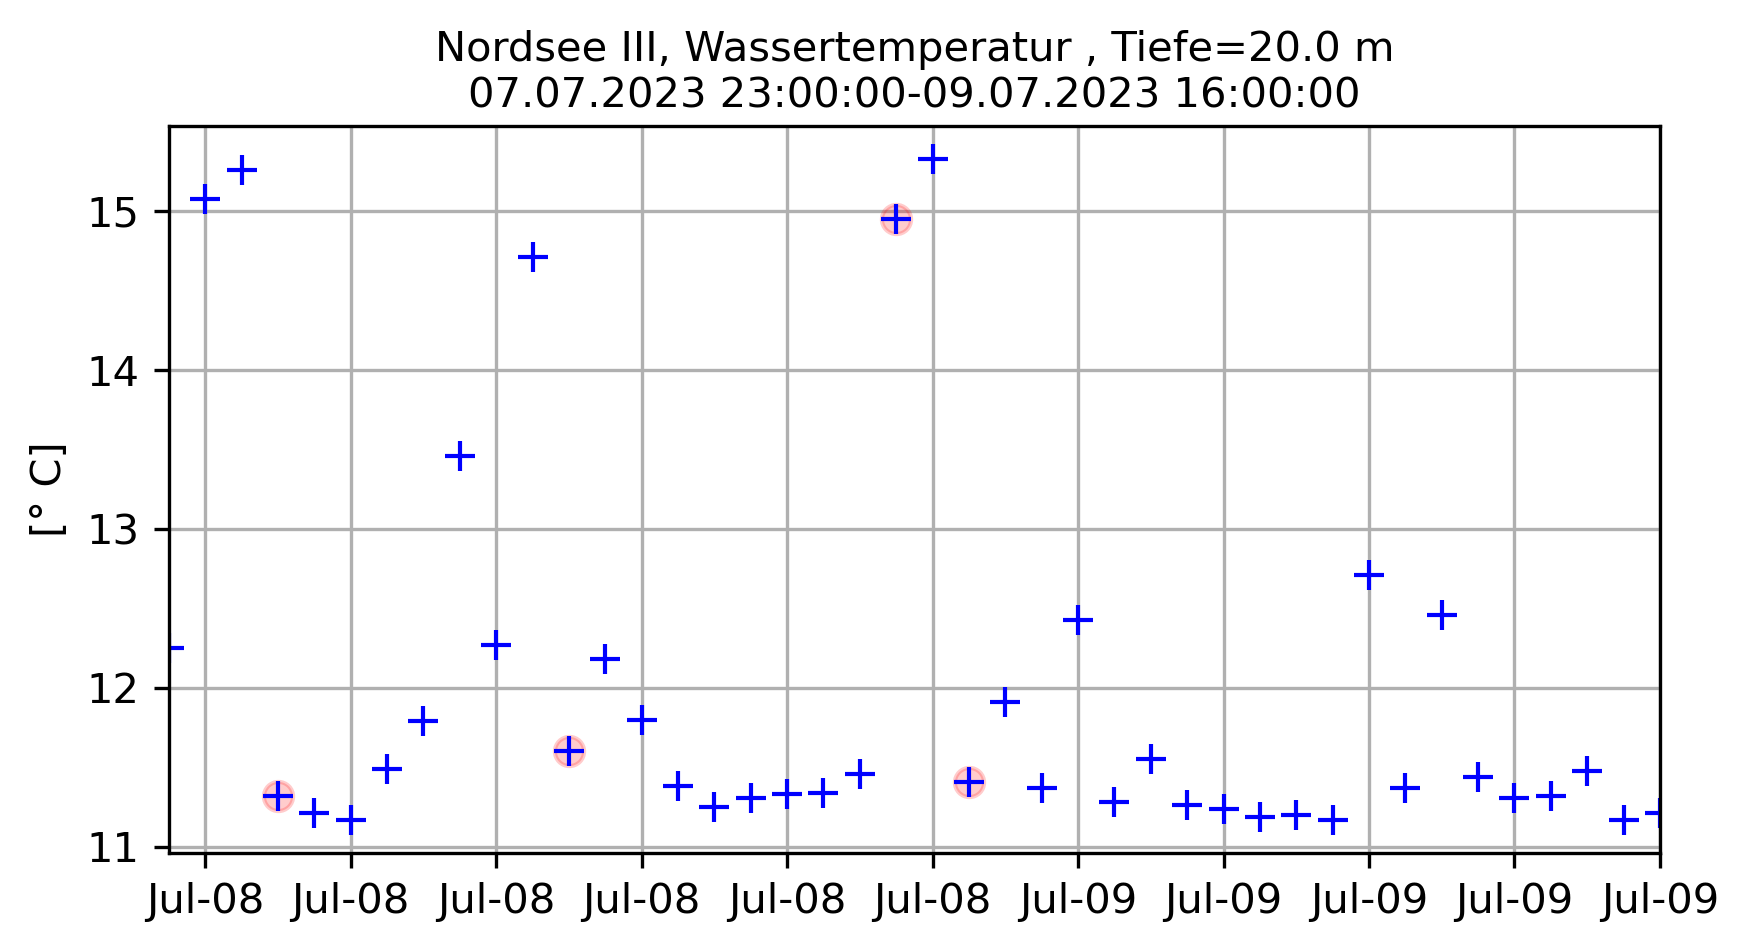 Nordsee III, Wassertemperatur , Tiefe=20.0 m
07.07.2023 23:00:00-09.07.2023 16:00:00
[° C]
15
14
13
12
11
Jul-08 Jul-08 Jul-08 Jul-08 Jul-08 Jul-08 Jul-09 Jul-09 Jul-09 Jul-09 Jul-09